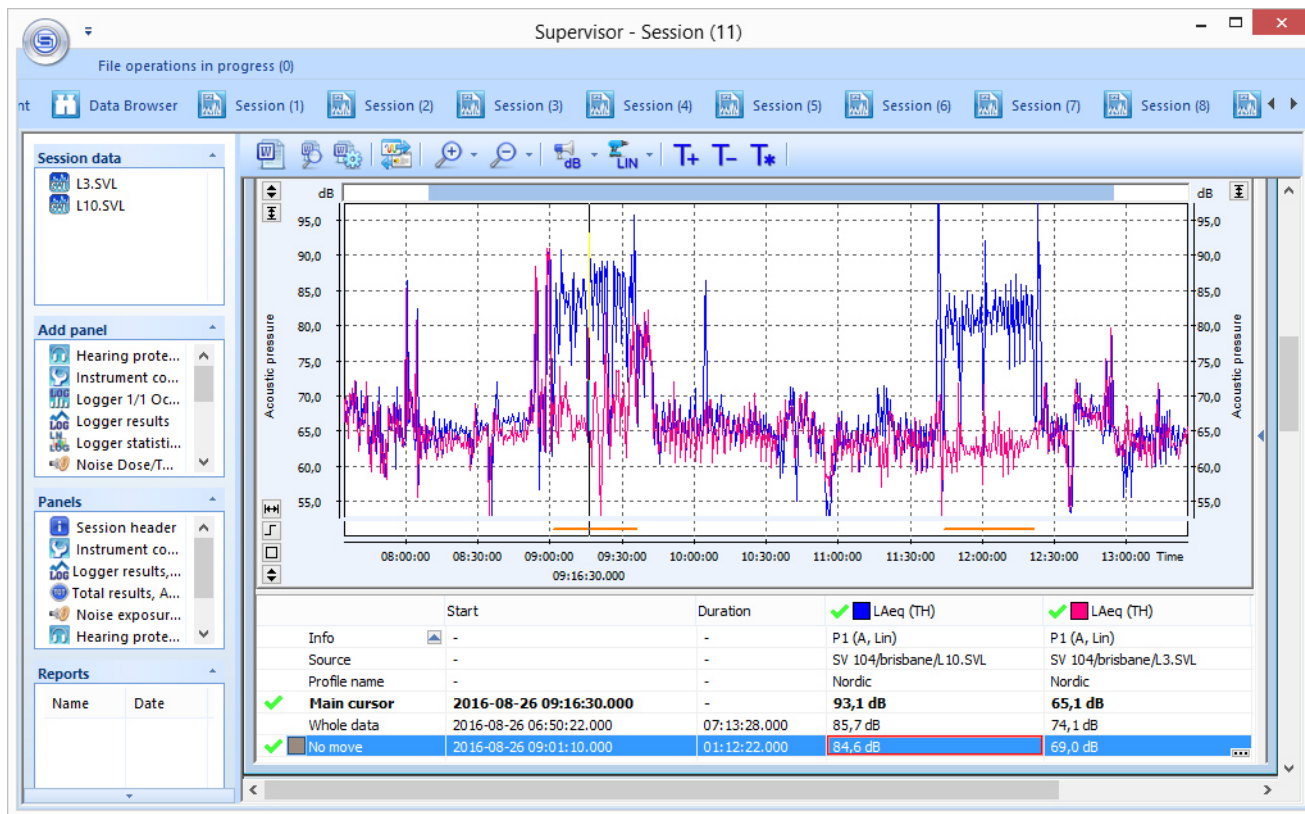 Supervisor - Session (11)
File operations in progress (0)
nt Data Browser Session (1) Session (2) Session (3) Session (4) Session (5) Session (6) Session (7) Session (8)
Session data
L3.SVL
L10.SVL
Add panel
Hearing prote...
Instrument co...
Logger 1/1 Oc...
Logger results
Logger statisti...
Noise Dose/T...
Panels
Session header
Instrument co...
Logger results,...
Total results, A...
Noise exposur...
Hearing prote...
Reports
Name Date
dB LIN T+ T- T*
dB dB
95,0 95,0
90,0 90,0
85,0 85,0
80,0 80,0
75,0 75,0
70,0 70,0
65,0 65,0
60,0 60,0
55,0 55,0
Acoustic pressure
Acoustic pressure
08:00:00 08:30:00 09:00:00 09:30:00 10:00:00 10:30:00 11:00:00 11:30:00 12:00:00 12:30:00 13:00:00 Time
09:16:30.000
Start Duration LAeq (TH) LAeq (TH)
Info - - P1 (A, Lin) P1 (A, Lin)
Source - - SV 104/brisbane/L10.SVL SV 104/brisbane/L3.SVL
Profile name - - Nordic Nordic
Main cursor 2016-08-26 09:16:30.000 - 93,1 dB 65,1 dB
Whole data 2016-08-26 06:50:22.000 07:13:28.000 85,7 dB 74,1 dB
No move 2016-08-26 09:01:10.000 01:12:22.000 84,6 dB 69,0 dB